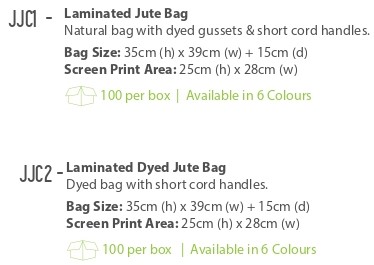 JJC1 - Laminated Jute Bag
Natural bag with dyed gussets & short cord handles.
Bag Size: 35cm (h) x 39cm (w) + 15cm (d)
Screen Print Area: 25cm (h) x 28cm (w)
100 per box | Available in 6 Colours
JJC2 - Laminated Dyed Jute Bag
Dyed bag with short cord handles.
Bag Size: 35cm (h) x 39cm (w) + 15cm (d)
Screen Print Area: 25cm (h) x 28cm (w)
100 per box | Available in 6 Colours